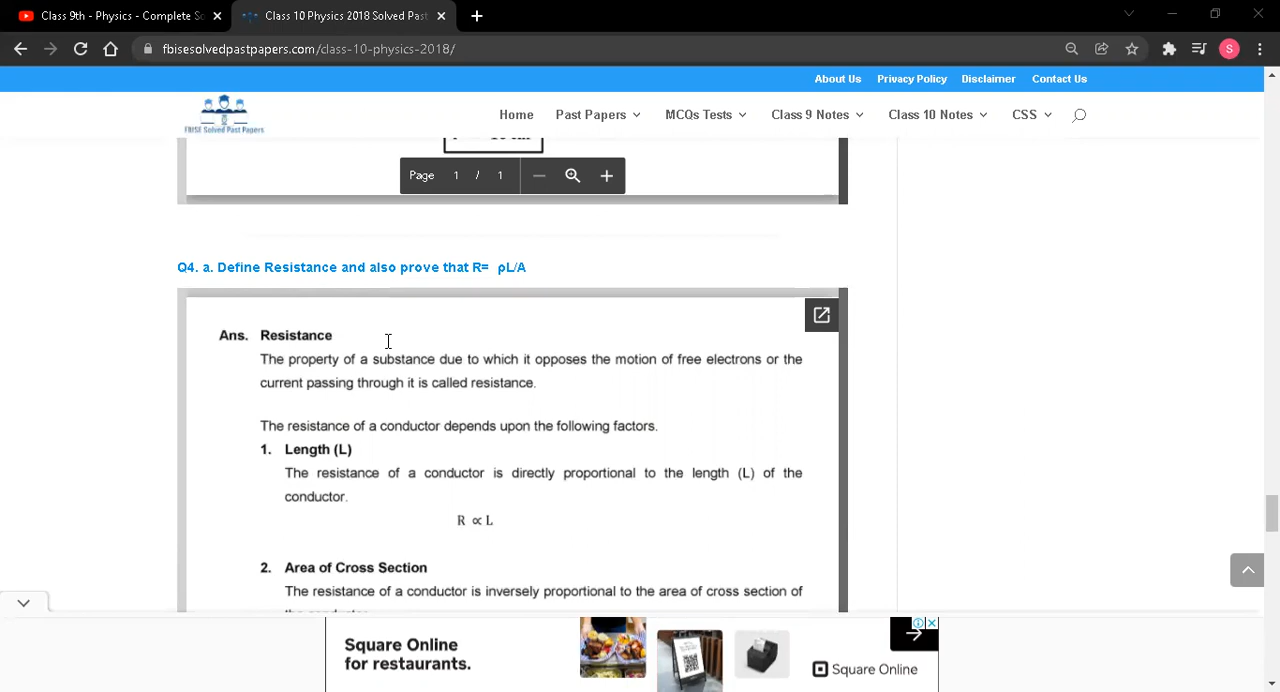 Class 9th - Physics - Complete So
Class 10 Physics 2018 Solved Past
fbisesolvedpastpapers.com/class-10-physics-2018/
S
About Us Privacy Policy Disclaimer Contact Us
FBISE Solved Past Papers
Home Past Papers MCQs Tests Class 9 Notes Class 10 Notes CSS
Page 1 / 1
Q4. a. Define Resistance and also prove that R= ρL/A
Ans. Resistance
The property of a substance due to which it opposes the motion of free electrons or the
current passing through it is called resistance.
The resistance of a conductor depends upon the following factors.
1. Length (L)
The resistance of a conductor is directly proportional to the length (L) of the
conductor.
R ∝ L
2. Area of Cross Section
The resistance of a conductor is inversely proportional to the area of cross section of
Square Online
for restaurants.
Square Online